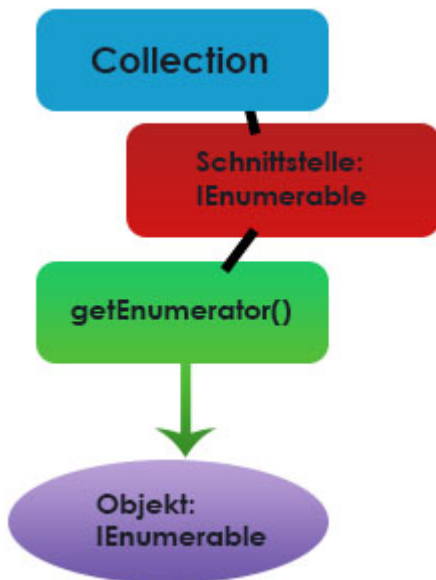 Collection
Schnittstelle:
IEnumerable
getEnumerator()
Objekt:
IEnumerable